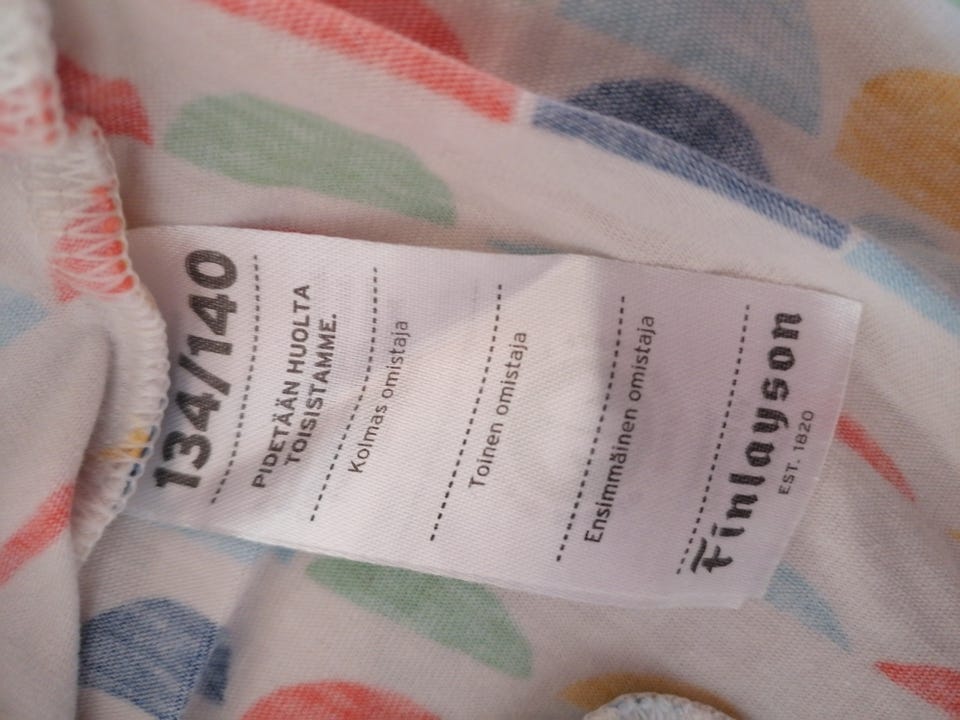 Finlayson
EST. 1820
Ensimmäinen omistaja
Toinen omistaja
Kolmas omistaja
PIDETÄÄN HUOLTA
TOISISTAMME.
134/140